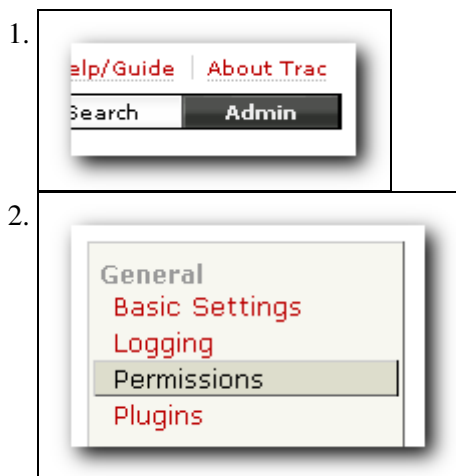 1.
elp/Guide About Trac
Search Admin
2.
General
Basic Settings
Logging
Permissions
Plugins